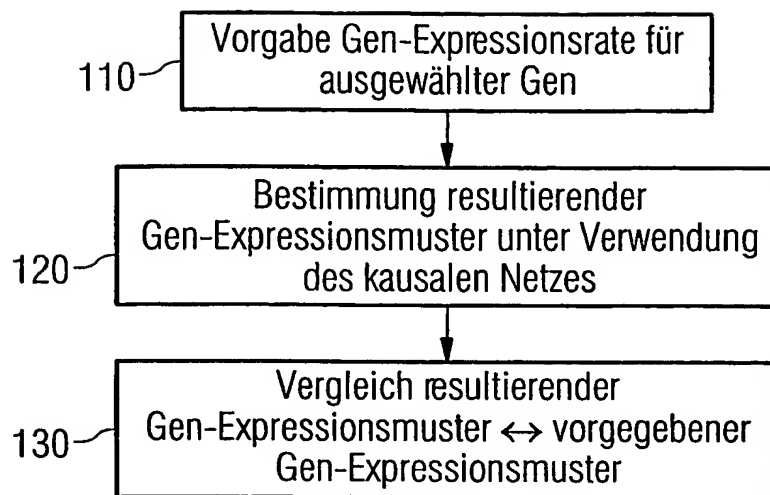 Vorgabe Gen-Expressionsrate für
ausgewählter Gen
110
Bestimmung resultierender
Gen-Expressionsmuster unter Verwendung
des kausalen Netzes
120
Vergleich resultierender
Gen-Expressionsmuster ↔ vorgegebener
Gen-Expressionsmuster
130